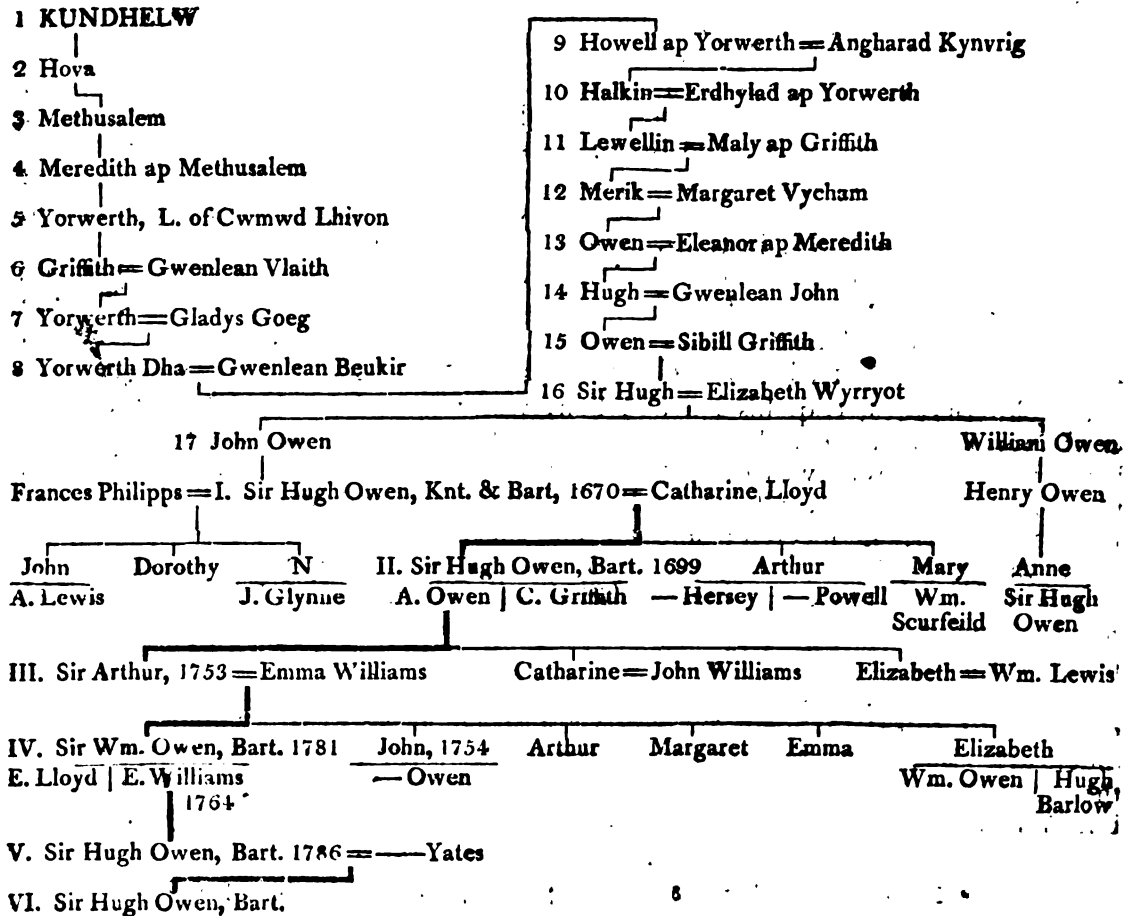 1 KUNDHELW
2 Hova
3 Methusalem
4 Meredith ap Methusalem
5 Yorwerth, L. of Cwmwd Lhivon
6 Griffith = Gwenlean Vlaith
7 Yorwerth = Gladys Goeg
8 Yorwerth Dha = Gwenlean Beukir
9 Howell ap Yorwerth = Angharad Kynvrig
10 Halkin = Erdhylad ap Yorwerth
11 Lewellin = Maly ap Griffith
12 Merik = Margaret Vycham
13 Owen = Eleanor ap Meredith
14 Hugh = Gwenlean John
15 Owen = Sibill Griffith.
16 Sir Hugh = Elizabeth Wyrryot
17 John Owen William Owen
Frances Philipps = I. Sir Hugh Owen, Knt. & Bart, 1670 = Catharine Lloyd Henry Owen
John Dorothy N II. Sir Hugh Owen, Bart. 1699 Arthur Mary Anne
A. Lewis J. Glynne A. Owen | C. Griffith — Hersey | — Powell Wm. Sir Hugh
Scurfeild Owen
III. Sir Arthur, 1753 = Emma Williams Catharine = John Williams Elizabeth = Wm. Lewis
IV. Sir Wm. Owen, Bart. 1781 John, 1754 Arthur Margaret Emma Elizabeth
E. Lloyd | E. Williams — Owen Wm. Owen | Hugh
1764 Barlow
V. Sir Hugh Owen, Bart. 1786 = —— Yates
VI. Sir Hugh Owen, Bart.